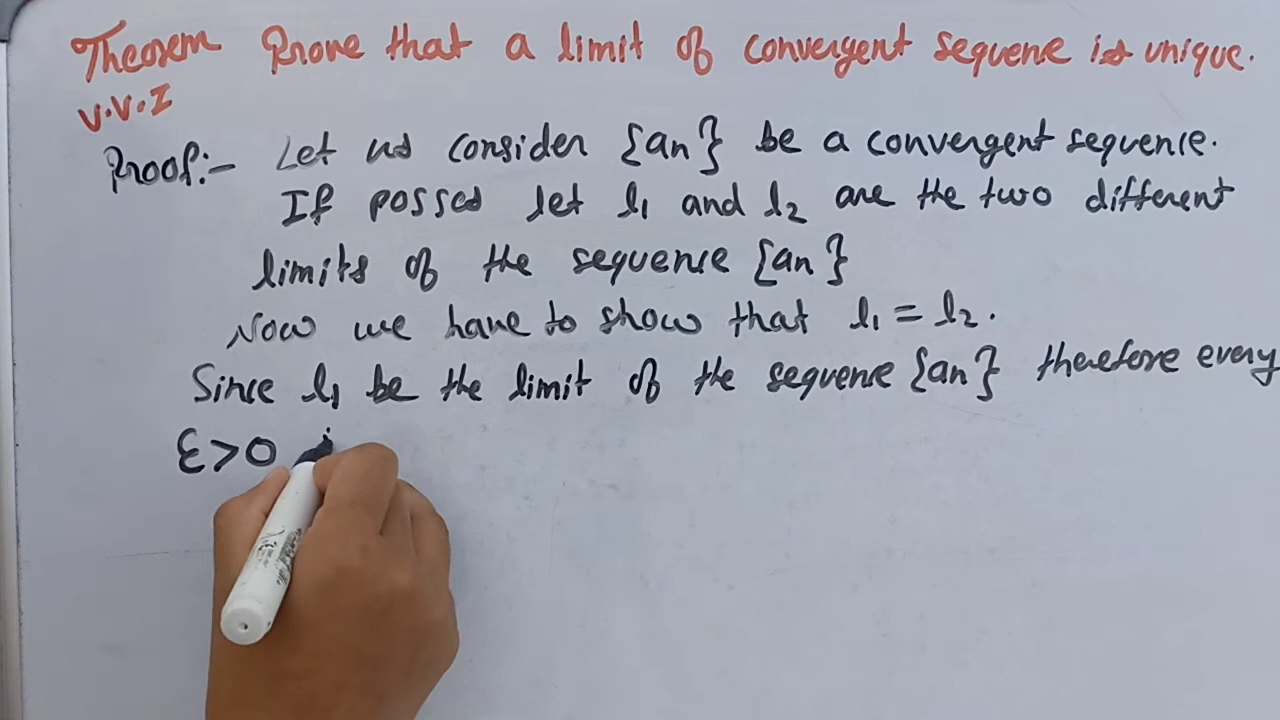 Theorem Prove that a limit of convergent sequene is unique.
V.V.I
Proof:- Let us consider {an} be a convergent sequence.
If possed let l1 and l2 are the two different
limits of the sequence {an}
Now we have to show that l1 = l2.
Since l1 be the limit of the sequence {an} therefore every
ε>0